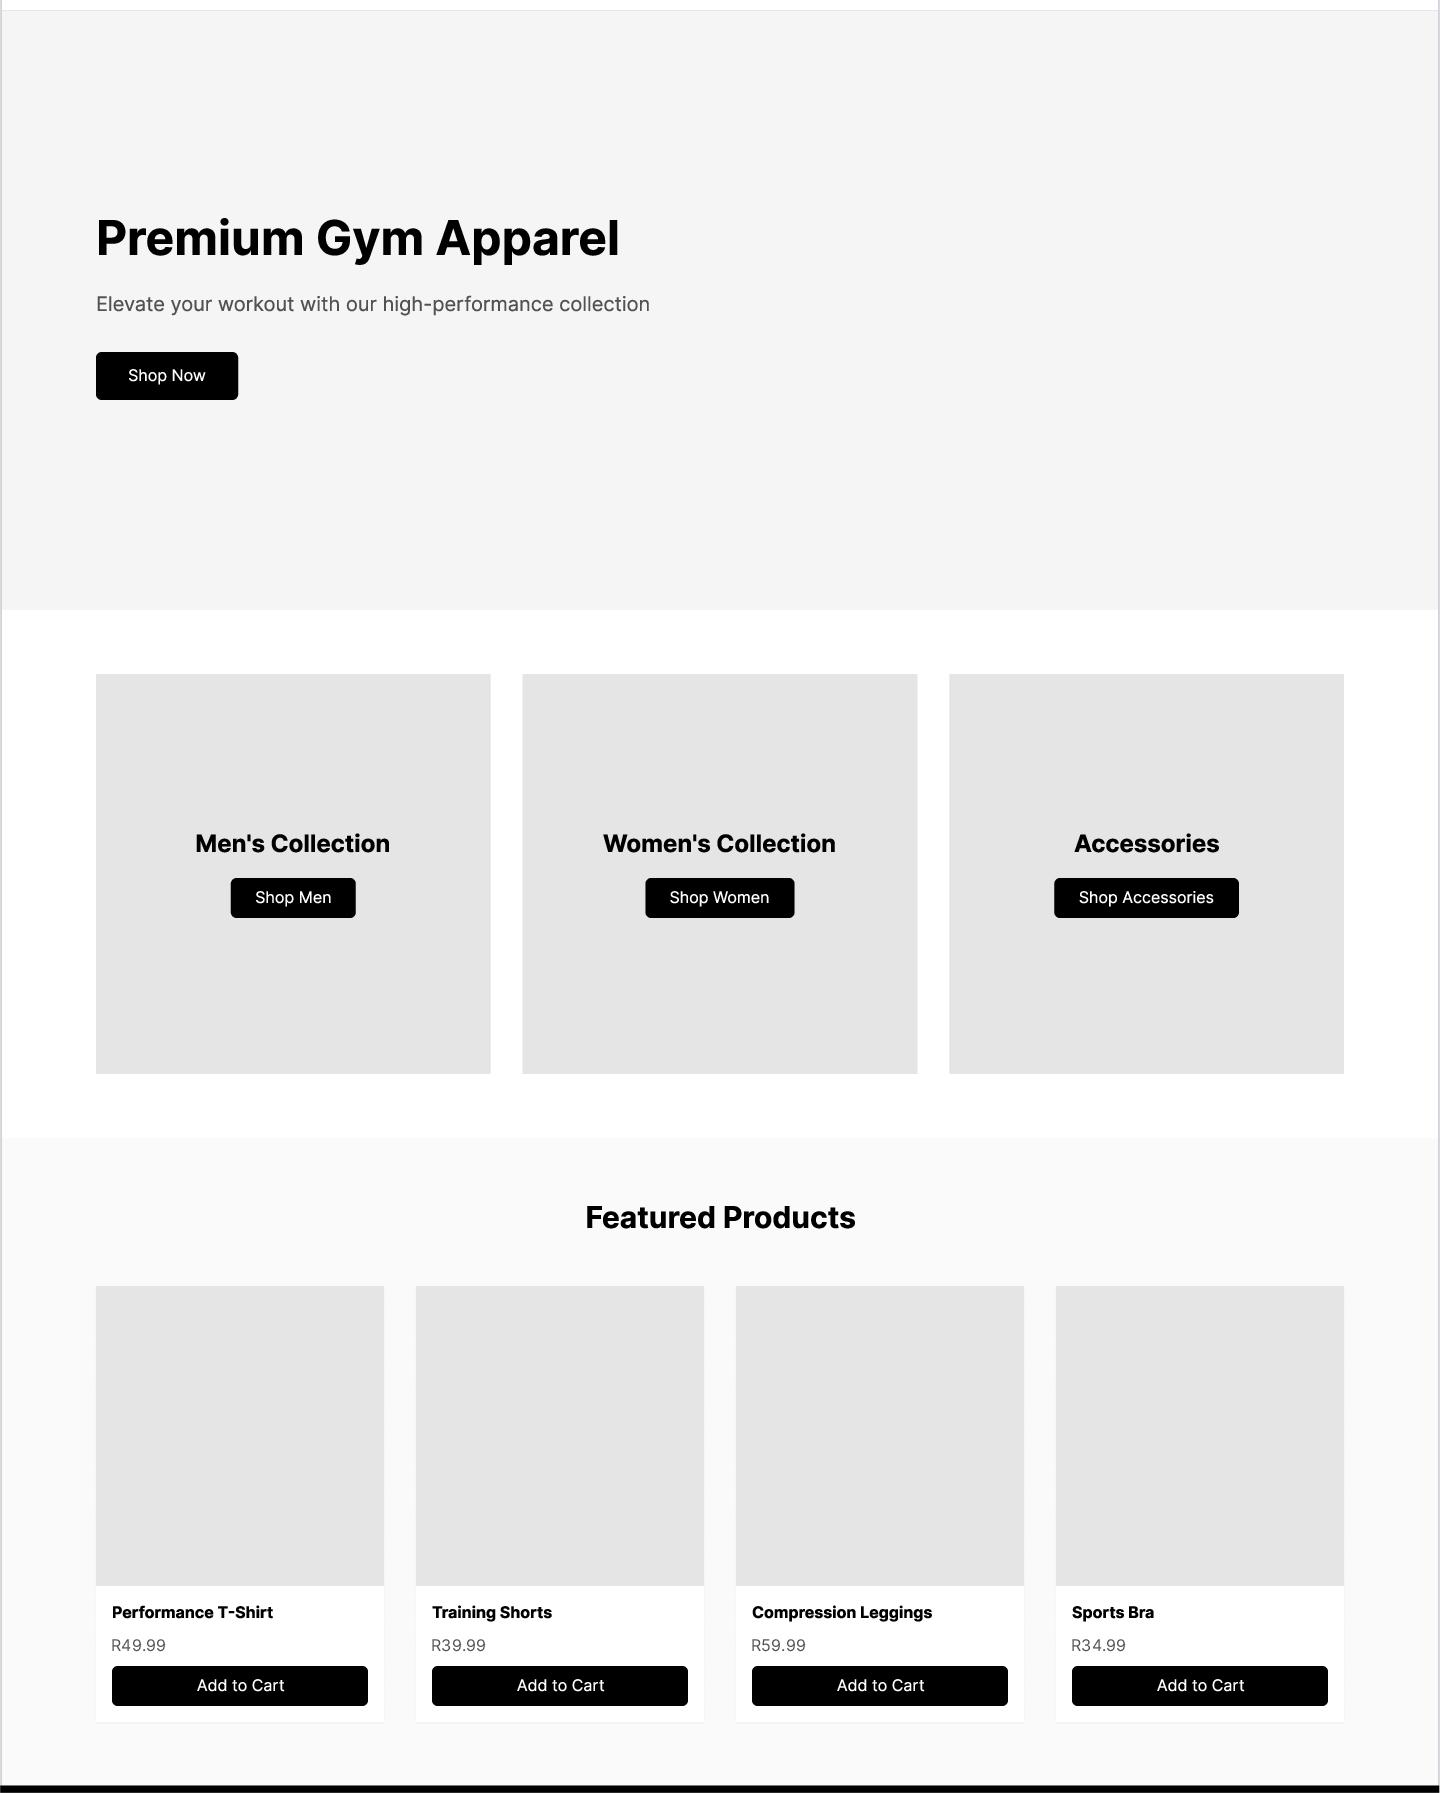 Premium Gym Apparel
Elevate your workout with our high-performance collection
Shop Now
Men's Collection
Shop Men
Women's Collection
Shop Women
Accessories
Shop Accessories
Featured Products
Performance T-Shirt
R49.99
Add to Cart
Training Shorts
R39.99
Add to Cart
Compression Leggings
R59.99
Add to Cart
Sports Bra
R34.99
Add to Cart